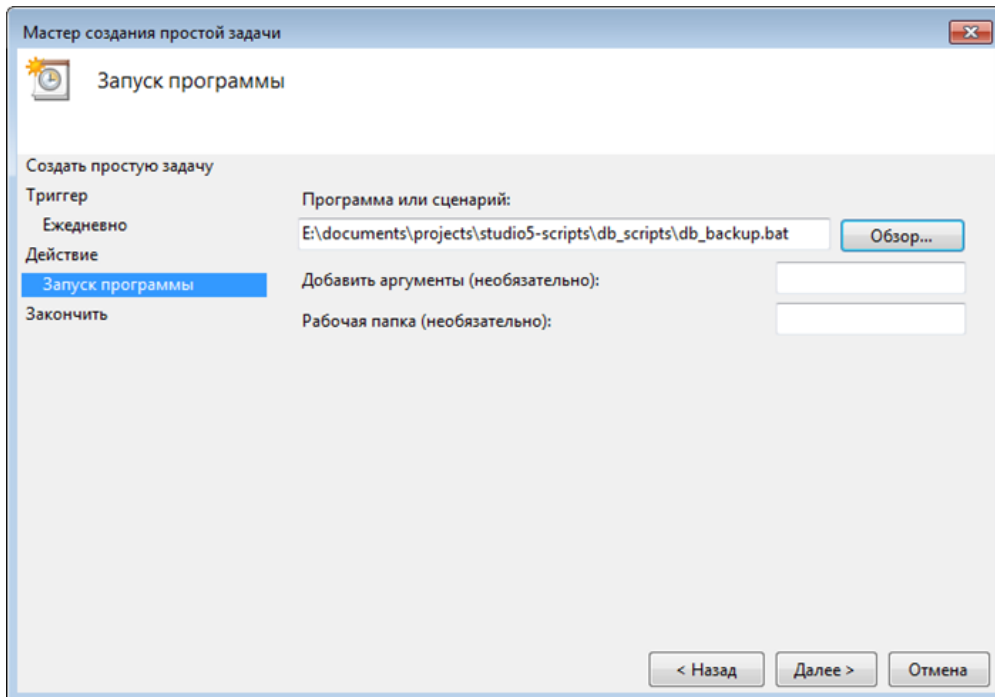 Мастер создания простой задачи
Запуск программы
Создать простую задачу
Триггер
Ежедневно
Действие
Запуск программы
Закончить
Программа или сценарий:
E:\documents\projects\studio5-scripts\db_scripts\db_backup.bat
Обзор...
Добавить аргументы (необязательно):
Рабочая папка (необязательно):
< Назад
Далее >
Отмена